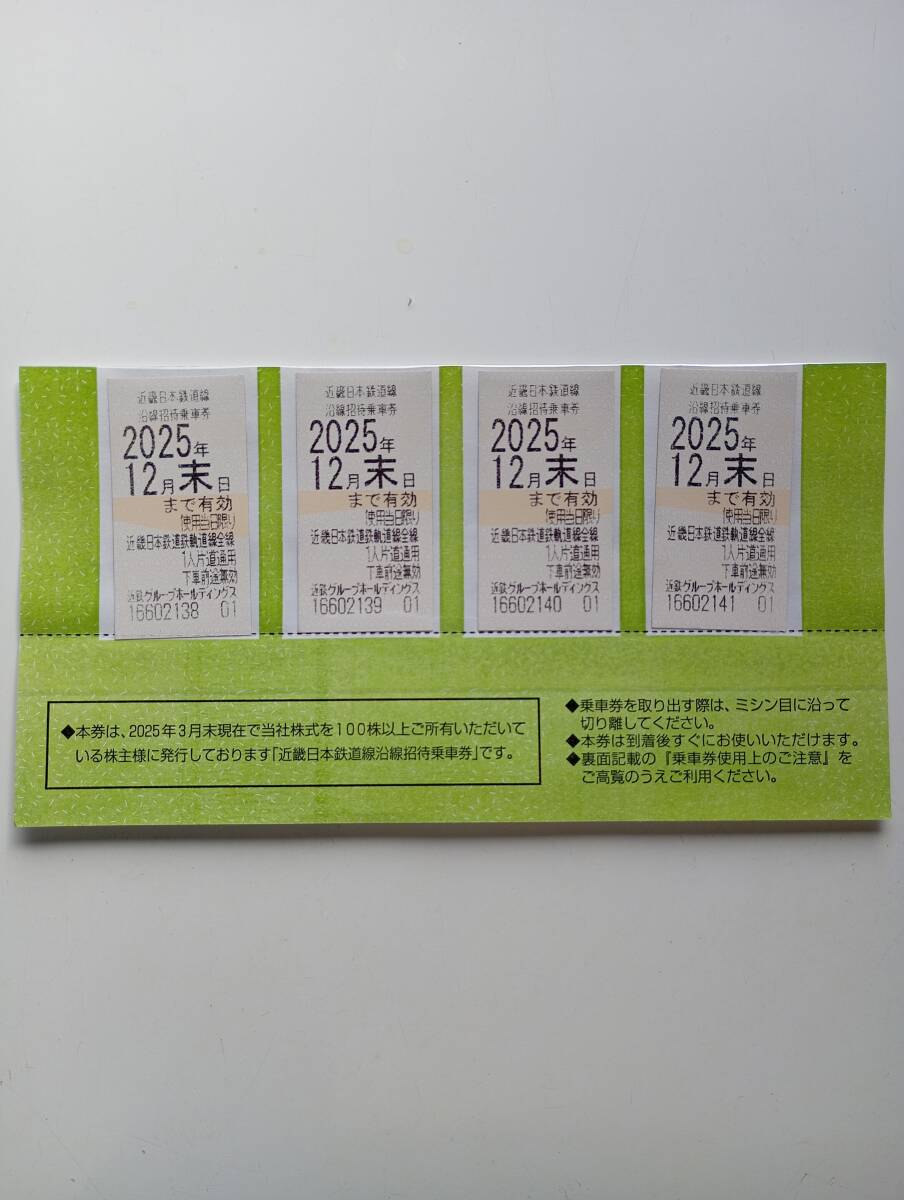 近畿日本鉄道線
沿線招待乗車券
2025年
12月末日
まで有効
使用当日限り
近畿日本鉄道鉄軌道線全線
1人片道通用
下車前途無効
近鉄グループホールディングス
16602138 01
近畿日本鉄道線
沿線招待乗車券
2025年
12月末日
まで有効
使用当日限り
近畿日本鉄道鉄軌道線全線
1人片道通用
下車前途無効
近鉄グループホールディングス
16602139 01
近畿日本鉄道線
沿線招待乗車券
2025年
12月末日
まで有効
使用当日限り
近畿日本鉄道鉄軌道線全線
1人片道通用
下車前途無効
近鉄グループホールディングス
16602140 01
近畿日本鉄道線
沿線招待乗車券
2025年
12月末日
まで有効
使用当日限り
近畿日本鉄道鉄軌道線全線
1人片道通用
下車前途無効
近鉄グループホールディングス
16602141 01
◆本券は、2025年3月末現在で当社株式を100株以上ご所有いただいて
いる株主様に発行しております「近畿日本鉄道線沿線招待乗車券」です。
◆乗車券を取り出す際は、ミシン目に沿って
切り離してください。
◆本券は到着後すぐにお使いいただけます。
◆裏面記載の『乗車券使用上のご注意』を
ご高覧のうえご利用ください。